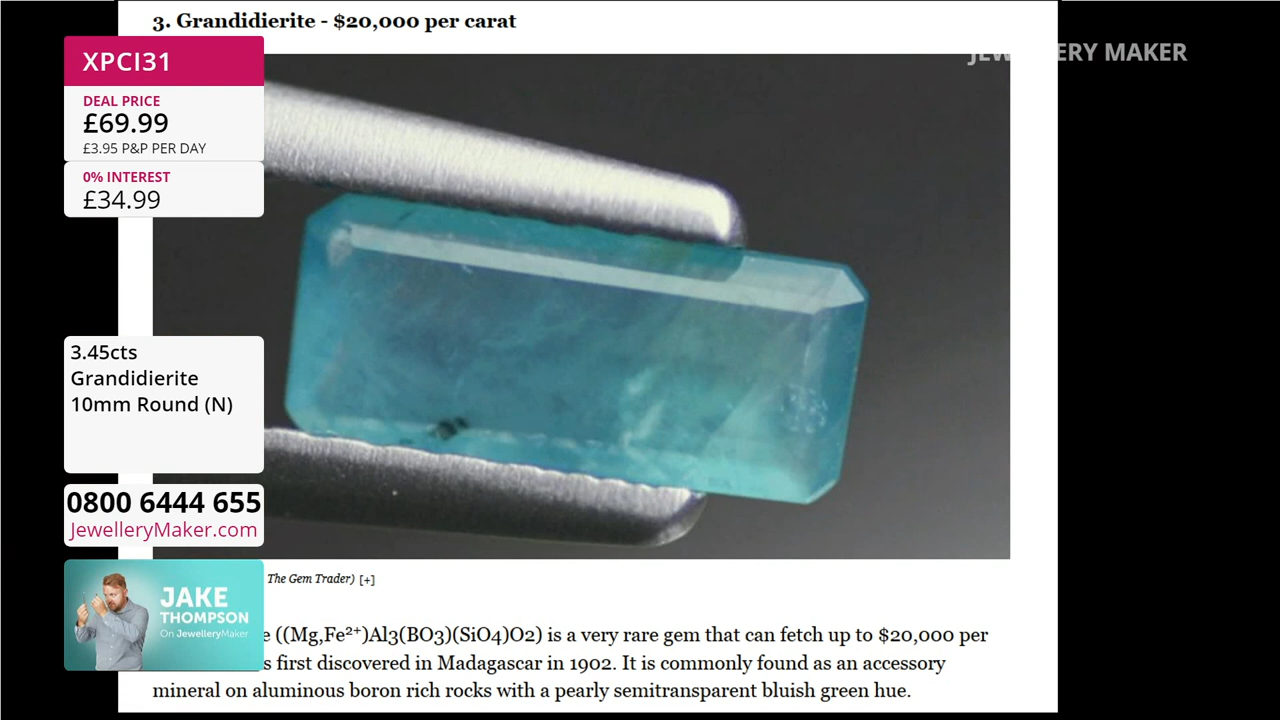 3. Grandidierite - $20,000 per carat
JEWELLERY MAKER
XPCI31
DEAL PRICE
£69.99
£3.95 P&P PER DAY
0% INTEREST
£34.99
3.45cts
Grandidierite
10mm Round (N)
0800 6444 655
JewelleryMaker.com
JAKE
THOMPSON
On JewelleryMaker
The Gem Trader) [+]
e ((Mg,Fe²⁺)Al3(BO3)(SiO4)O2) is a very rare gem that can fetch up to $20,000 per
s first discovered in Madagascar in 1902. It is commonly found as an accessory
mineral on aluminous boron rich rocks with a pearly semitransparent bluish green hue.